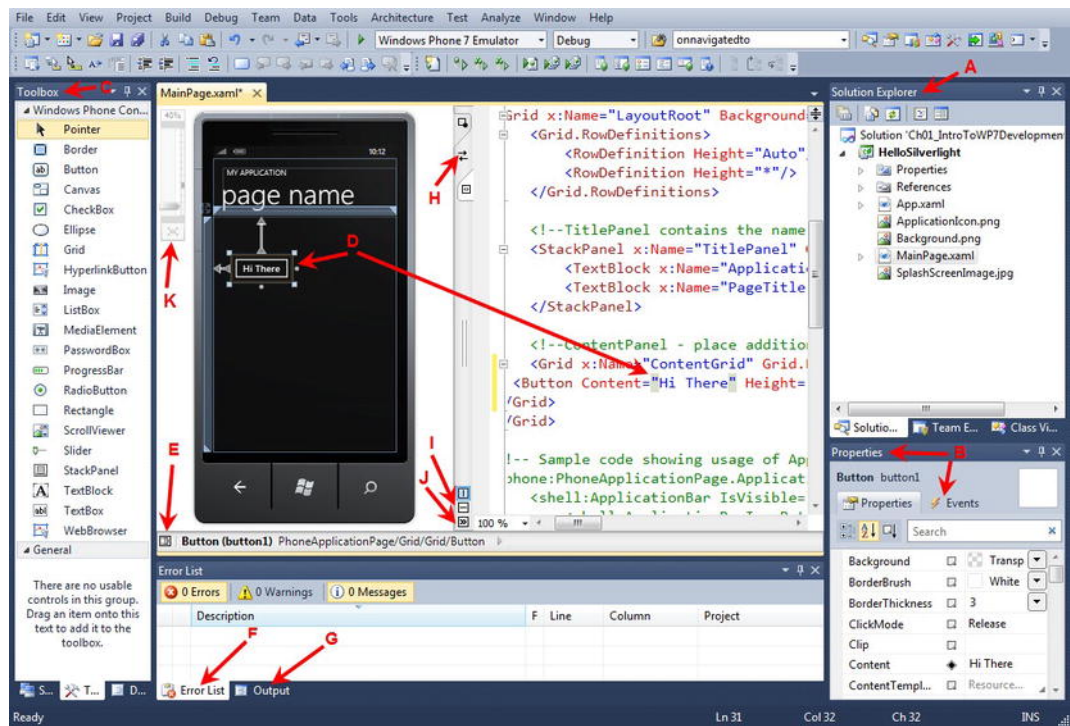 File Edit View Project Build Debug Team Data Tools Architecture Test Analyze Window Help
Windows Phone 7 Emulator Debug onnavigatedto
Toolbox C
Windows Phone Con...
Pointer
Border
Button
Canvas
CheckBox
Ellipse
Grid
HyperlinkButton
Image
ListBox
MediaElement
PasswordBox
ProgressBar
RadioButton
Rectangle
ScrollViewer
Slider
StackPanel
TextBlock
TextBox
WebBrowser
General
There are no usable
controls in this group.
Drag an item onto this
text to add it to the
toolbox.
S... T... D...
MainPage.xaml*
40%
K
E
10:12
MY APPLICATION
page name
Hi There
D
H
I
J
Grid x:Name="LayoutRoot" Background
<Grid.RowDefinitions>
<RowDefinition Height="Auto"
<RowDefinition Height="*"/>
</Grid.RowDefinitions>
<!--TitlePanel contains the name
<StackPanel x:Name="TitlePanel"
<TextBlock x:Name="Applicati
<TextBlock x:Name="PageTitle
</StackPanel>
<!--ContentPanel - place additio
<Grid x:Name="ContentGrid" Grid.
<Button Content="Hi There" Height=
/Grid>
/Grid>
!-- Sample code showing usage of Ap
phone:PhoneApplicationPage.Applicat
<shell:ApplicationBar IsVisible=
100 %
Button (button1) PhoneApplicationPage/Grid/Grid/Button
Error List
0 Errors 0 Warnings 0 Messages
Description F Line Column Project
F G
Error List Output
A
Solution Explorer
Solution 'Ch01_IntroToWP7Developmen
HelloSilverlight
Properties
References
App.xaml
ApplicationIcon.png
Background.png
MainPage.xaml
SplashScreenImage.jpg
Solutio... Team E... Class Vi...
Properties B
Button button1
Properties Events
Search
Background Transp
BorderBrush White
BorderThickness 3
ClickMode Release
Clip
Content Hi There
ContentTempl... Resource...
Ready Ln 31 Col 32 Ch 32 INS